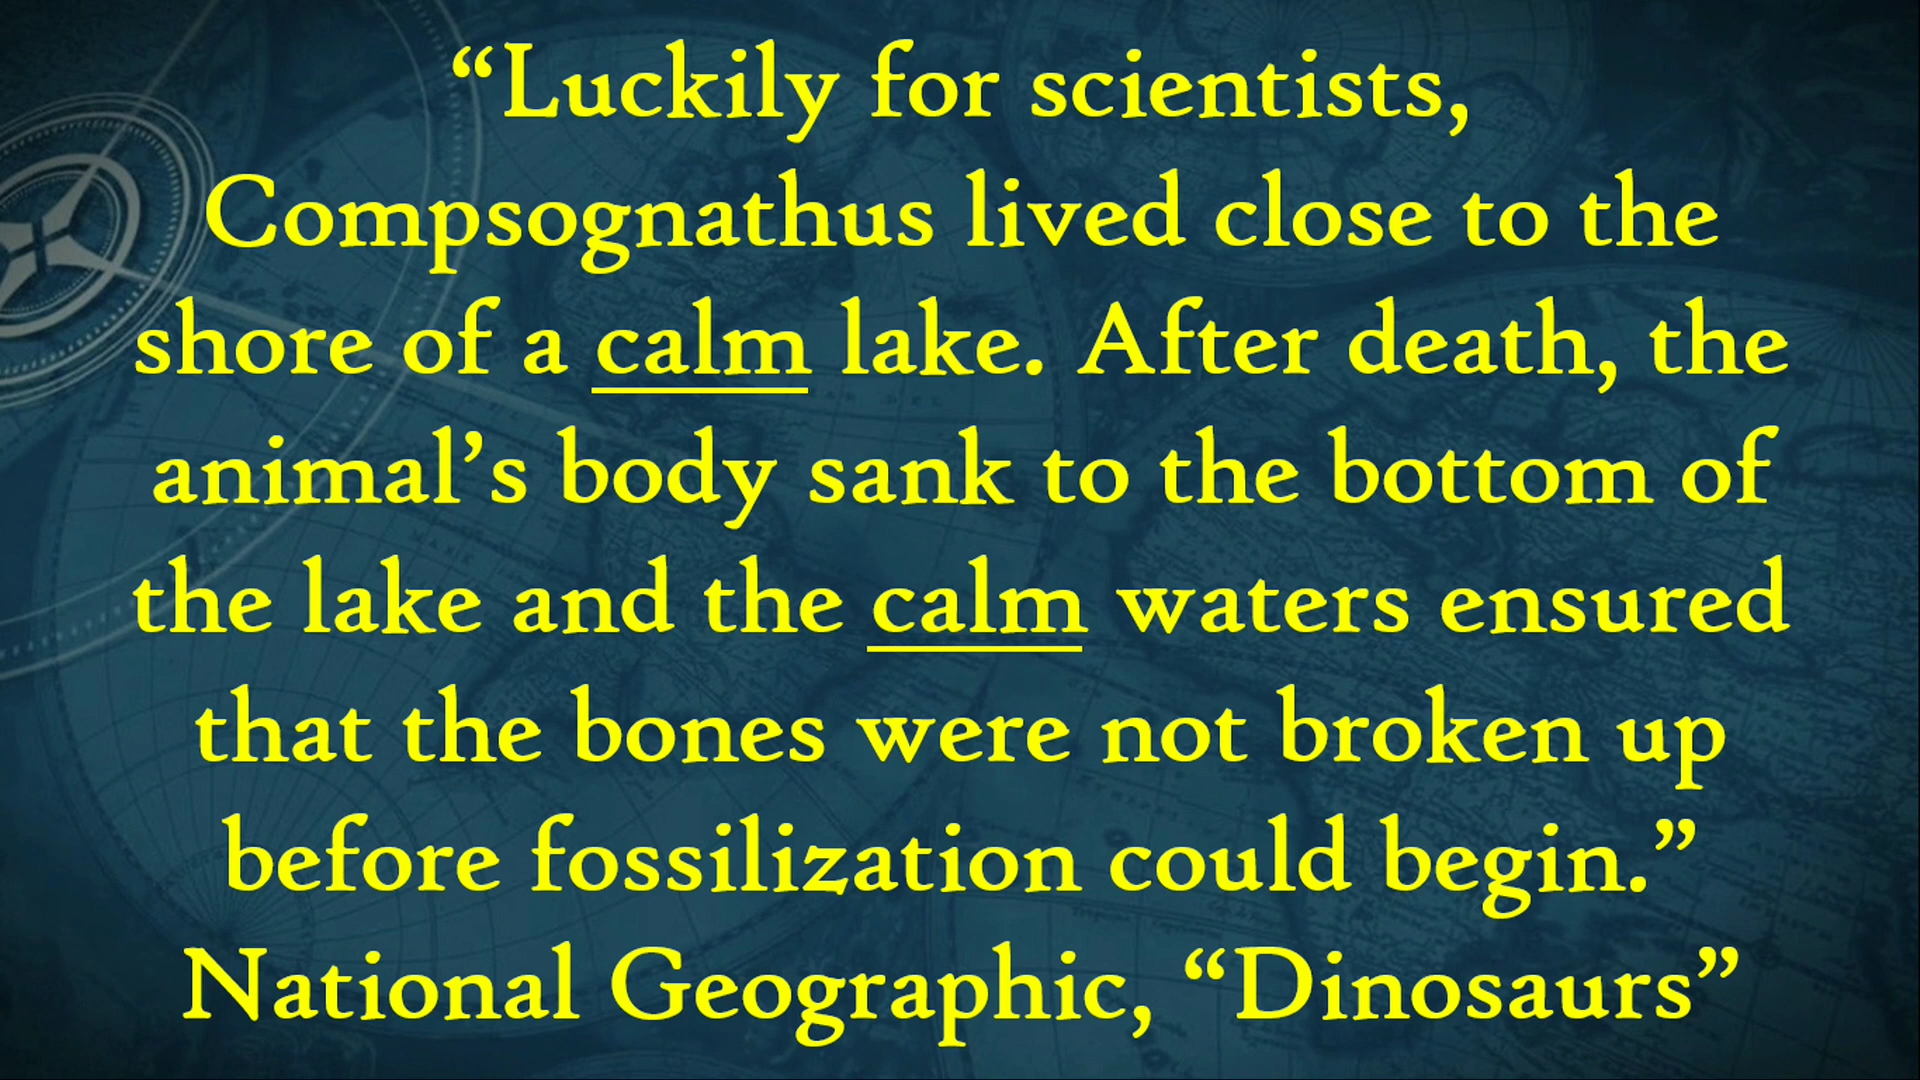 “Luckily for scientists,
Compsognathus lived close to the
shore of a calm lake. After death, the
animal’s body sank to the bottom of
the lake and the calm waters ensured
that the bones were not broken up
before fossilization could begin.”
National Geographic, “Dinosaurs”